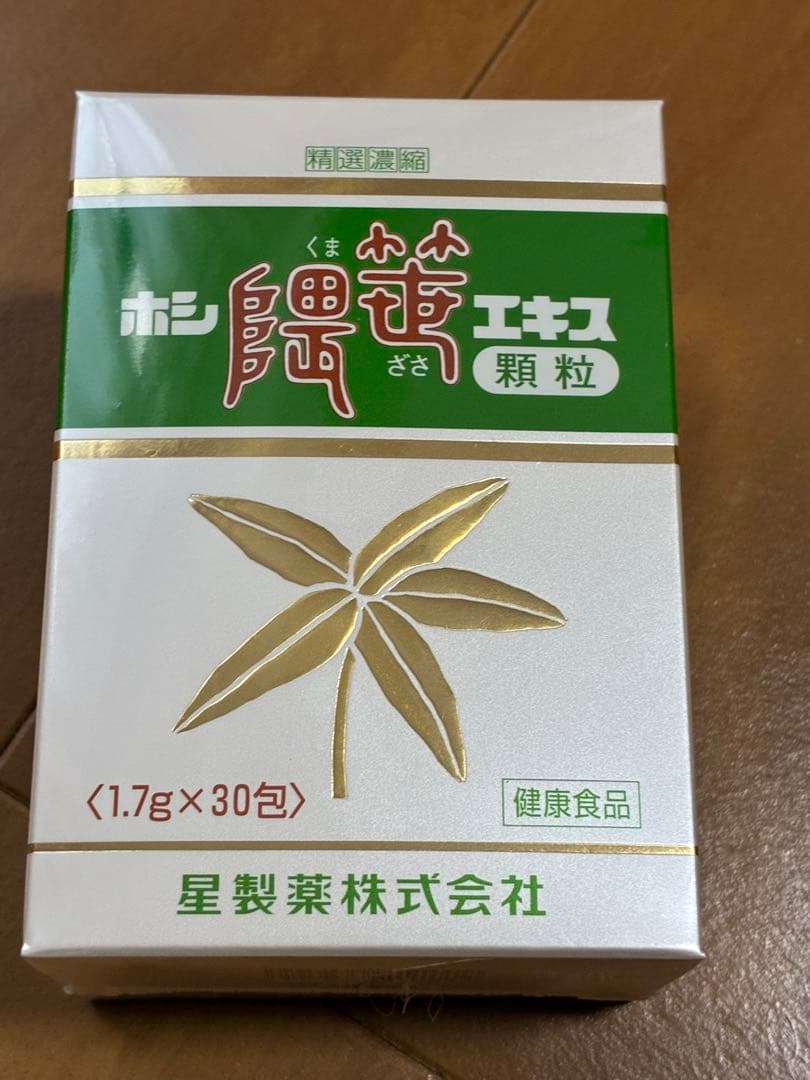 精選濃縮
ホシ隈笹エキス
くま
ざさ
顆粒
〈1.7g×30包〉
健康食品
星製薬株式会社